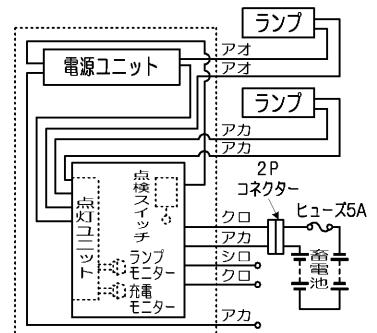 ランプ
アオ
アオ
電源ユニット
ランプ
アカ
アカ
点検スイッチ
点灯ユニット
2P
コネクター
ヒューズ5A
クロ
アカ
シロ
クロ
蓄電池
ランプ
モニター
充電
モニター
アカ